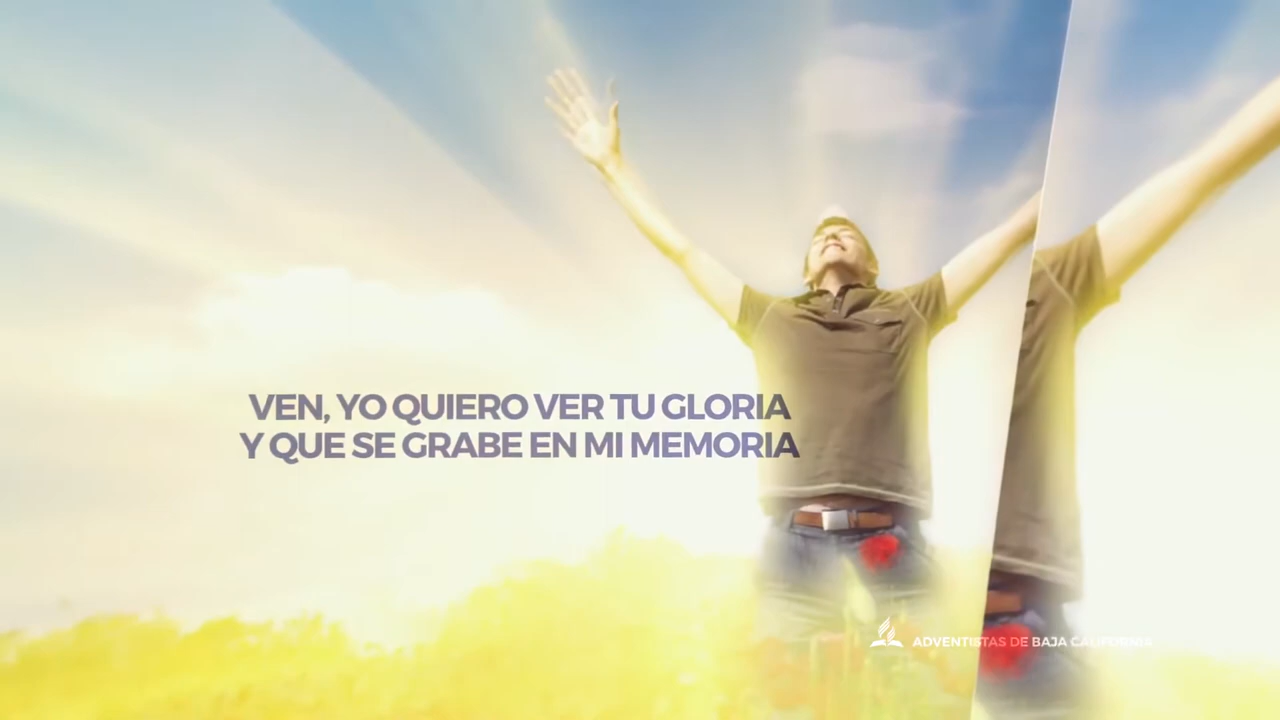 VEN, YO QUIERO VER TU GLORIA
Y QUE SE GRABE EN MI MEMORIA
ADVENTISTAS DE BAJA CALIFORNIA